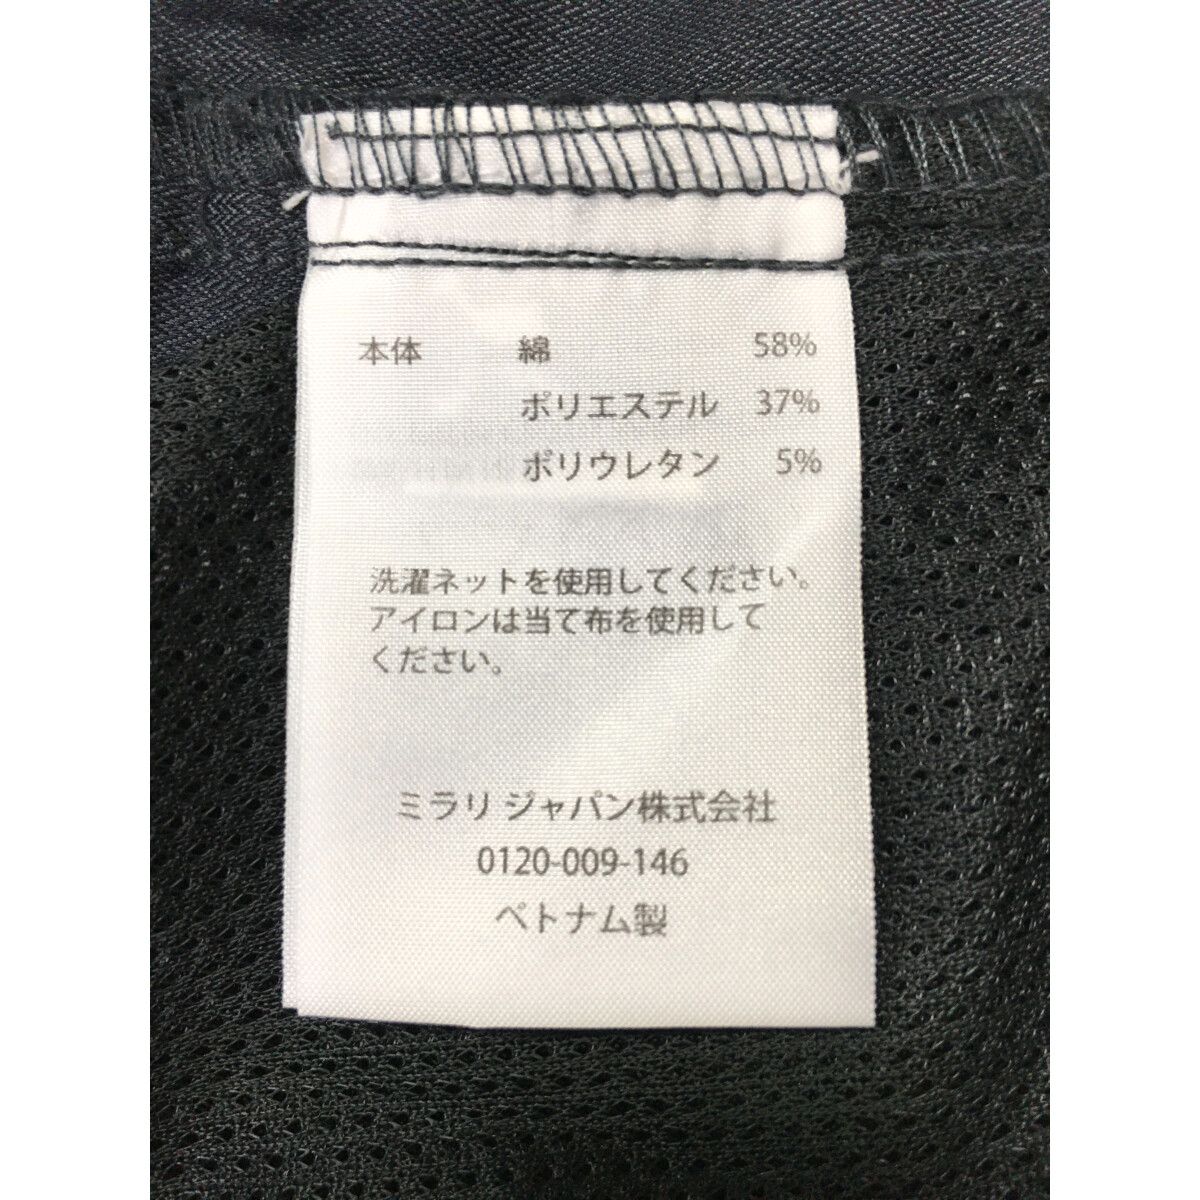 本体 綿 58%
ポリエステル 37%
ポリウレタン 5%
洗濯ネットを使用してください。
アイロンは当て布を使用して
ください。
ミラリ ジャパン株式会社
0120-009-146
ベトナム製